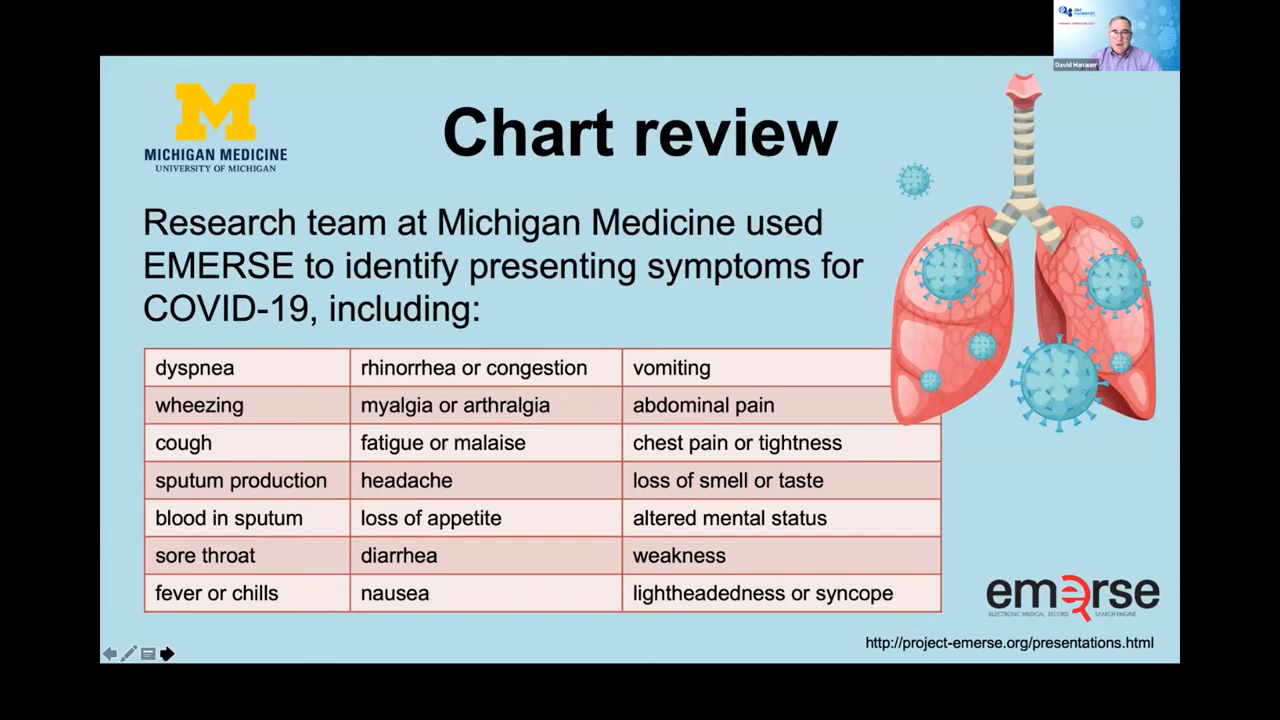 David Hanauer
MICHIGAN MEDICINE
UNIVERSITY OF MICHIGAN
Chart review
Research team at Michigan Medicine used
EMERSE to identify presenting symptoms for
COVID-19, including:
dyspnea rhinorrhea or congestion vomiting
wheezing myalgia or arthralgia abdominal pain
cough fatigue or malaise chest pain or tightness
sputum production headache loss of smell or taste
blood in sputum loss of appetite altered mental status
sore throat diarrhea weakness
fever or chills nausea lightheadedness or syncope
emerse
ELECTRONIC MEDICAL RECORD SEARCH ENGINE
http://project-emerse.org/presentations.html